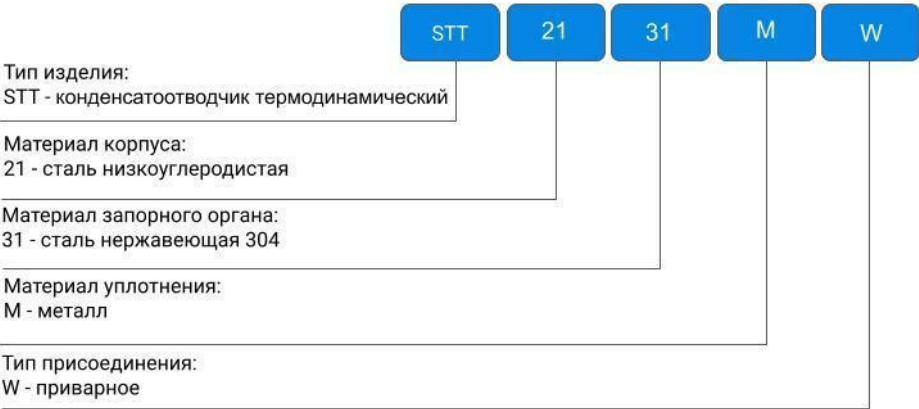 STT 21 31 M W
Тип изделия:
STT - конденсатоотводчик термодинамический
Материал корпуса:
21 - сталь низкоуглеродистая
Материал запорного органа:
31 - сталь нержавеющая 304
Материал уплотнения:
М - металл
Тип присоединения:
W - приварное